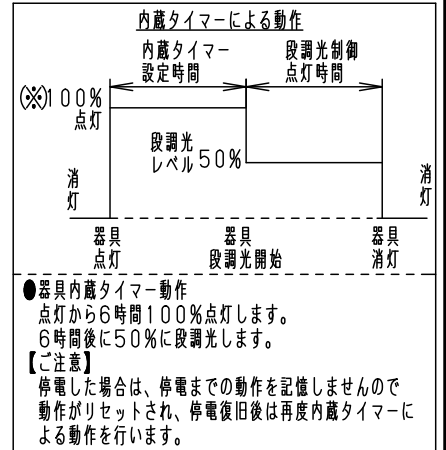 内蔵タイマーによる動作
内蔵タイマー
設定時間
段調光制御
点灯時間
(※)100%
点灯
段調光
レベル50%
消
灯
消
灯
器具
点灯
器具
段調光開始
器具
消灯
●器具内蔵タイマー動作
点灯から6時間100%点灯します。
6時間後に50%に段調光します。
【ご注意】
停電した場合は、停電までの動作を記憶しませんので
動作がリセットされ、停電復旧後は再度内蔵タイマーに
よる動作を行います。